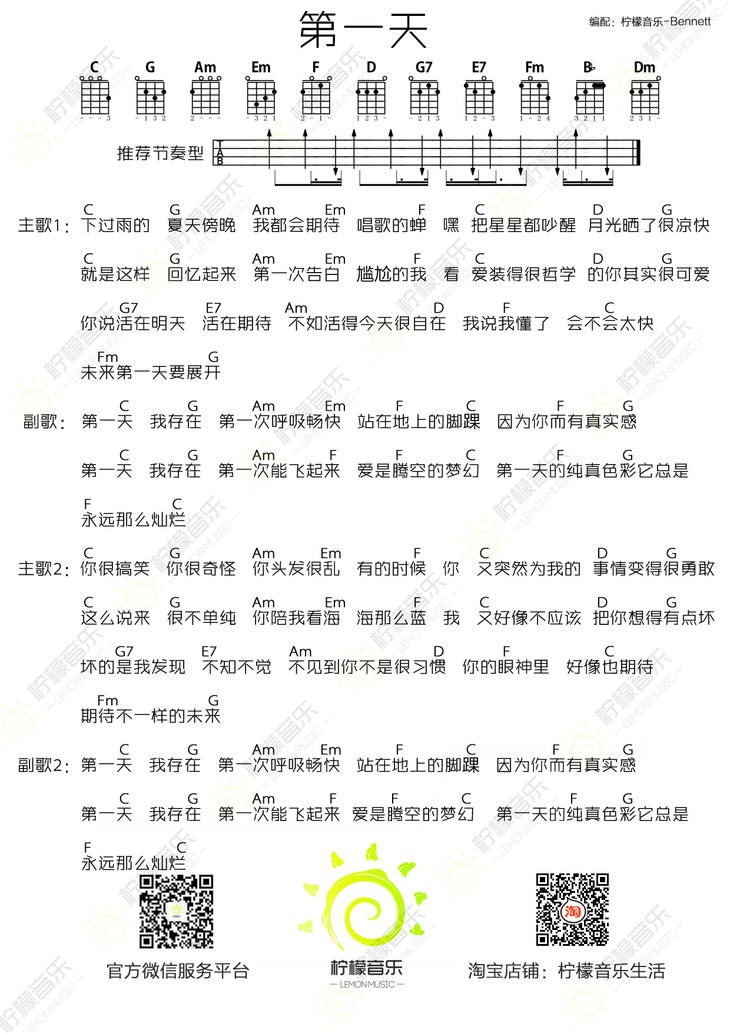 第一天
编配：柠檬音乐-Bennett
C G Am Em F D G7 E7 Fm B♭ Dm
---3 -132 2--- -321 2-1- 123- -213 12-3 1-24 3211 231-
推荐节奏型 TAB
C G Am Em F C D G
主歌1：下过雨的 夏天傍晚 我都会期待 唱歌的蝉 嘿 把星星都吵醒 月光晒了很凉快
C G Am Em F C D G
就是这样 回忆起来 第一次告白 尴尬的我 看 爱装得很哲学 的你其实很可爱
G7 E7 Am D F C
你说活在明天 活在期待 不如活得今天很自在 我说我懂了 会不会太快
Fm G
未来第一天要展开
C G Am Em F C F G
副歌：第一天 我存在 第一次呼吸畅快 站在地上的脚踝 因为你而有真实感
C G Am F F C F G
第一天 我存在 第一次能飞起来 爱是腾空的梦幻 第一天的纯真色彩它总是
F C
永远那么灿烂
C G Am Em F C D G
主歌2：你很搞笑 你很奇怪 你头发很乱 有的时候 你 又突然为我的 事情变得很勇敢
C G Am Em F C D G
这么说来 很不单纯 你陪我看海 海那么蓝 我 又好像不应该 把你想得有点坏
G7 E7 Am D F C
坏的是我发现 不知不觉 不见到你不是很习惯 你的眼神里 好像也期待
Fm G
期待不一样的未来
C G Am Em F C F G
副歌2：第一天 我存在 第一次呼吸畅快 站在地上的脚踝 因为你而有真实感
C G Am F F C F G
第一天 我存在 第一次能飞起来 爱是腾空的梦幻 第一天的纯真色彩它总是
F C
永远那么灿烂
淘
官方微信服务平台
柠檬音乐
LEMON MUSIC
淘宝店铺：柠檬音乐生活